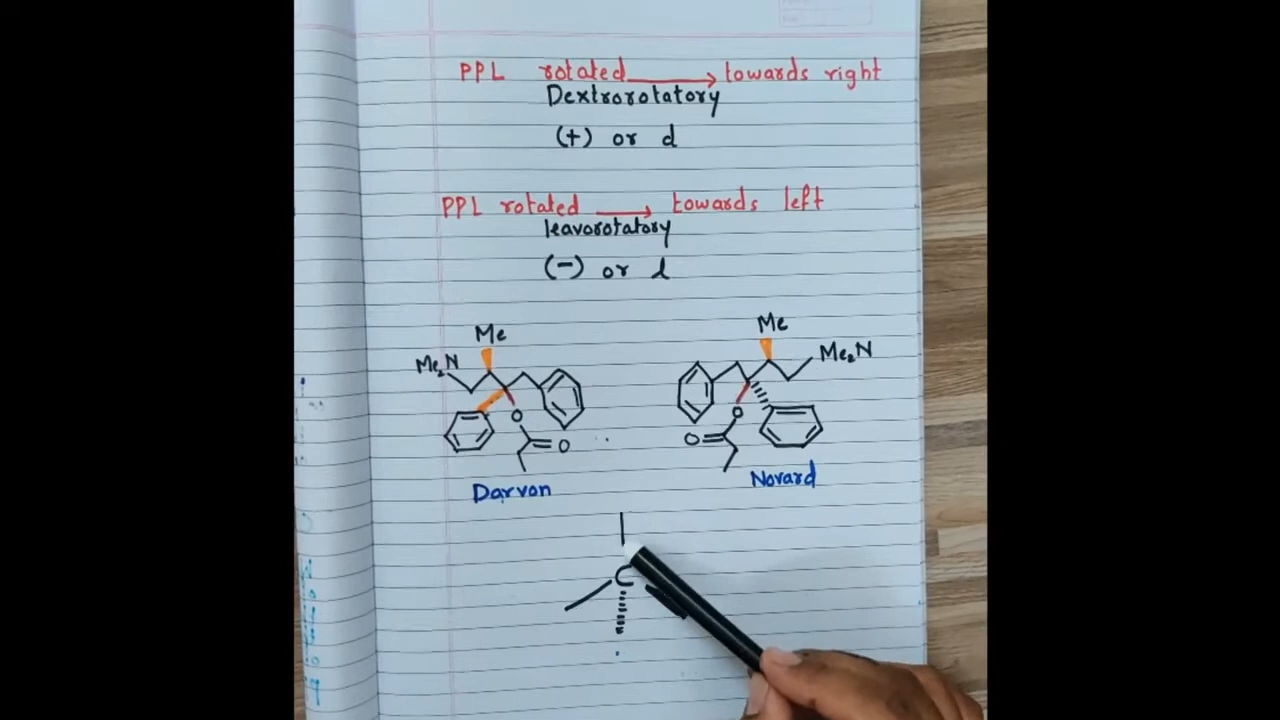 PPL rotated → towards right
Dextrorotatory
(+) or d
PPL rotated → towards left
leavorotatory
(-) or l
Me
Me₂N
O
O
Darvon
Me
Me₂N
O
O
Novard
C